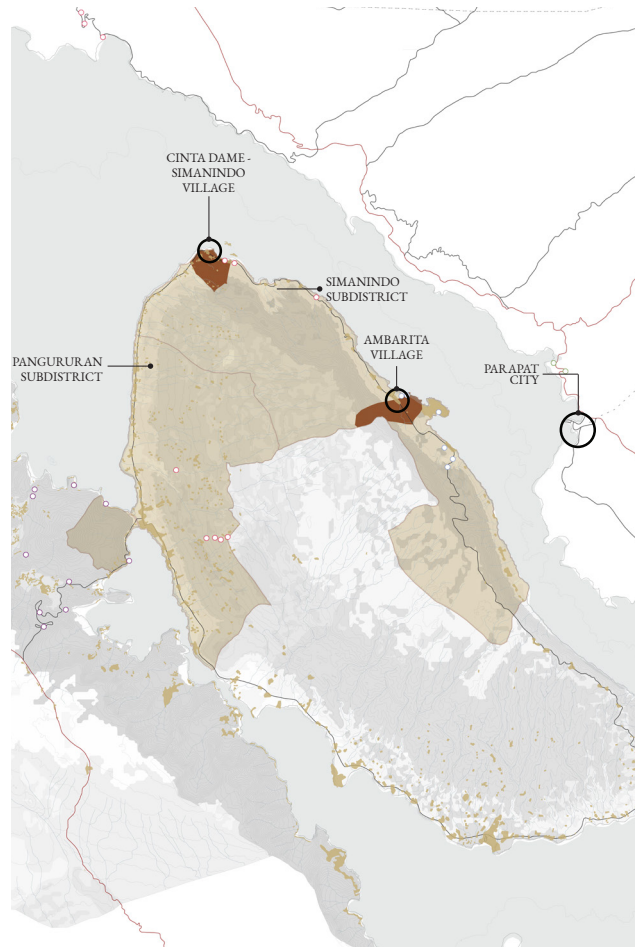 CINTA DAME -
SIMANINDO
VILLAGE
SIMANINDO
SUBDISTRICT
AMBARITA
VILLAGE
PANGURURAN
SUBDISTRICT
PARAPAT
CITY